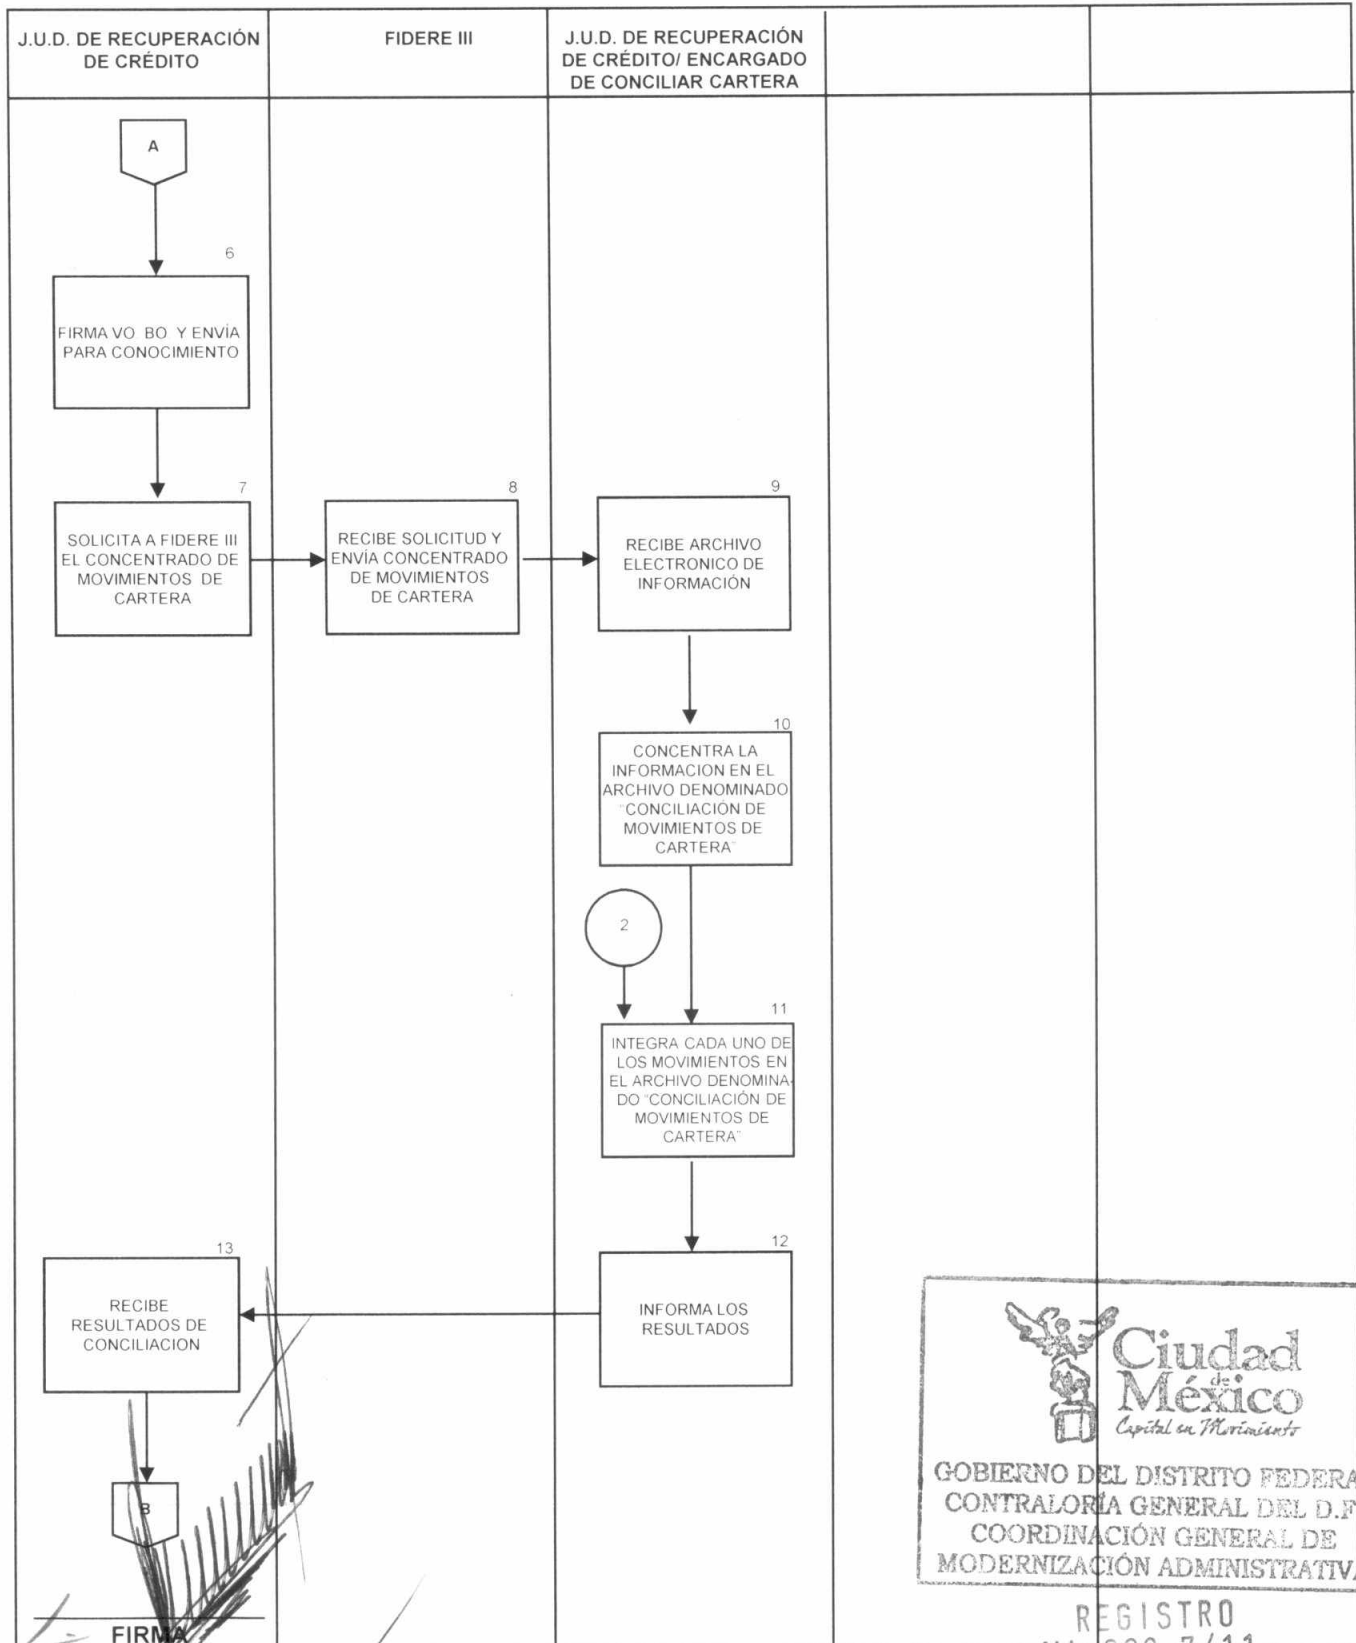 J.U.D. DE RECUPERACIÓN
DE CRÉDITO
FIDERE III
J.U.D. DE RECUPERACIÓN
DE CRÉDITO/ ENCARGADO
DE CONCILIAR CARTERA
A
6
FIRMA VO. BO. Y ENVÍA
PARA CONOCIMIENTO
7
SOLICITA A FIDERE III
EL CONCENTRADO DE
MOVIMIENTOS DE
CARTERA
8
RECIBE SOLICITUD Y
ENVÍA CONCENTRADO
DE MOVIMIENTOS
DE CARTERA
9
RECIBE ARCHIVO
ELECTRONICO DE
INFORMACIÓN
10
CONCENTRA LA
INFORMACION EN EL
ARCHIVO DENOMINADO
"CONCILIACIÓN DE
MOVIMIENTOS DE
CARTERA"
2
11
INTEGRA CADA UNO DE
LOS MOVIMIENTOS EN
EL ARCHIVO DENOMINA-
DO "CONCILIACIÓN DE
MOVIMIENTOS DE
CARTERA"
12
INFORMA LOS
RESULTADOS
13
RECIBE
RESULTADOS DE
CONCILIACION
B
FIRMA
Ciudad
de
México
Capital en Movimiento
GOBIERNO DEL DISTRITO FEDERA
CONTRALORÍA GENERAL DEL D.F
COORDINACIÓN GENERAL DE
MODERNIZACIÓN ADMINISTRATIV
REGISTRO